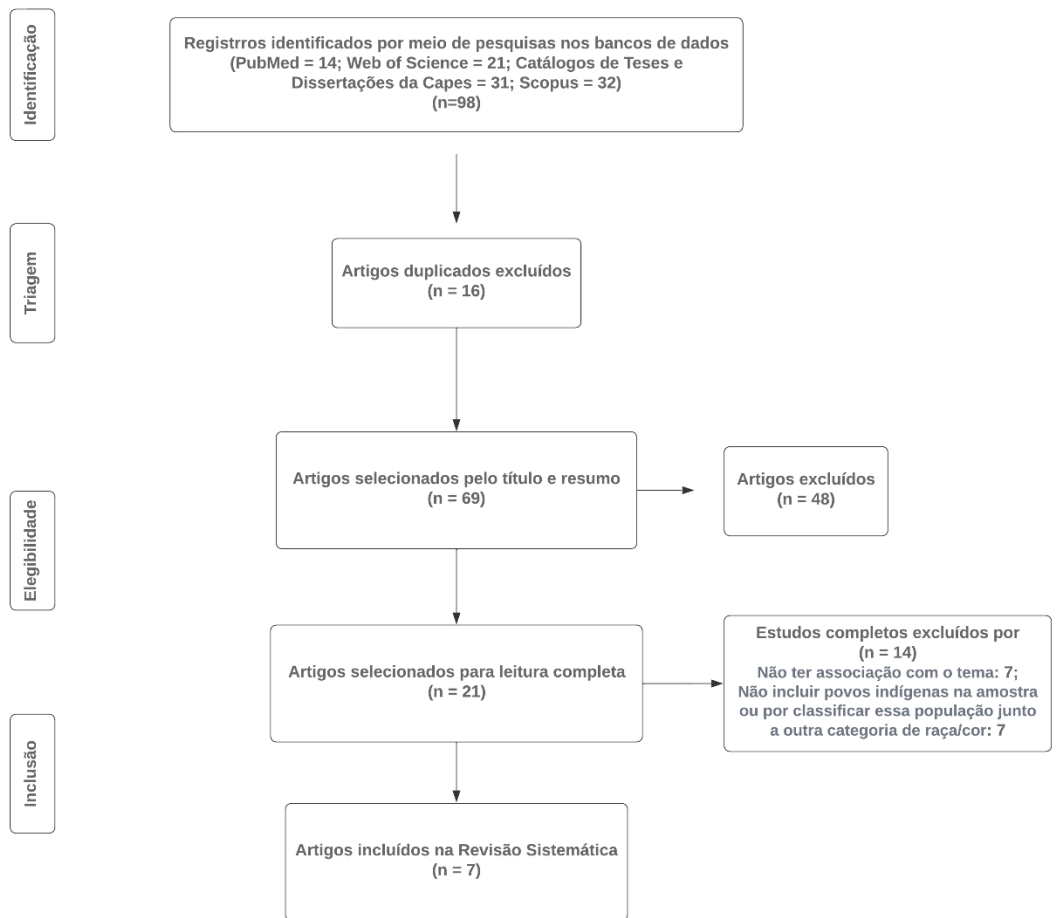 Identificação
Registrros identificados por meio de pesquisas nos bancos de dados
(PubMed = 14; Web of Science = 21; Catálogos de Teses e
Dissertações da Capes = 31; Scopus = 32)
(n=98)
Triagem
Artigos duplicados excluídos
(n = 16)
Elegibilidade
Artigos selecionados pelo título e resumo
(n = 69)
Artigos excluídos
(n = 48)
Artigos selecionados para leitura completa
(n = 21)
Estudos completos excluídos por
(n = 14)
Não ter associação com o tema: 7;
Não incluir povos indígenas na amostra
ou por classificar essa população junto
a outra categoria de raça/cor: 7
Inclusão
Artigos incluídos na Revisão Sistemática
(n = 7)